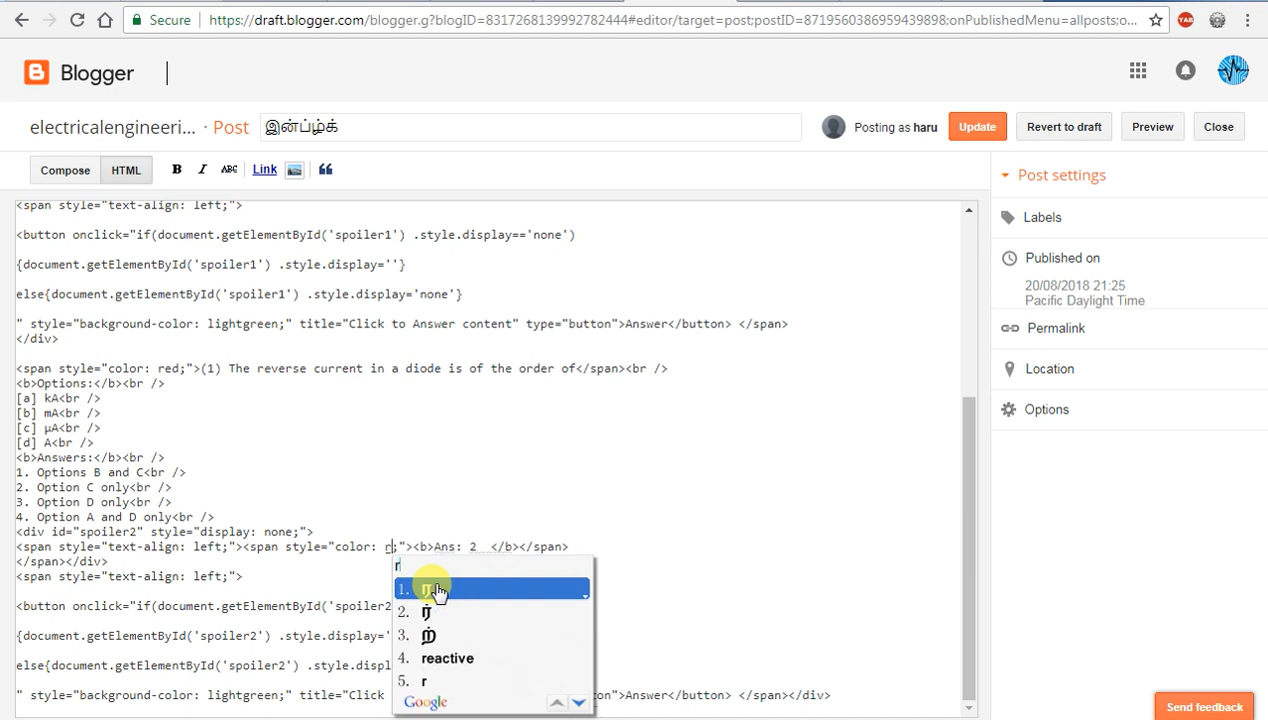 Secure https://draft.blogger.com/blogger.g?blogID=8317268139992782444#editor/target=post;postID=8719560386959439898;onPublishedMenu=allposts;o...
YAB
Blogger
electricalengineeri... · Post இன்ப்ழ்க் Posting as haru Update Revert to draft Preview Close
Compose HTML B I ABC Link
Post settings
Labels
Published on
20/08/2018 21:25
Pacific Daylight Time
Permalink
Location
Options
<span style="text-align: left;">
<button onclick="if(document.getElementById('spoiler1') .style.display=='none')
{document.getElementById('spoiler1') .style.display=''}
else{document.getElementById('spoiler1') .style.display='none'}
" style="background-color: lightgreen;" title="Click to Answer content" type="button">Answer</button> </span>
</div>
<span style="color: red;">(1) The reverse current in a diode is of the order of</span><br />
<b>Options:</b><br />
[a] kA<br />
[b] mA<br />
[c] µA<br />
[d] A<br />
<b>Answers:</b><br />
1. Options B and C<br />
2. Option C only<br />
3. Option D only<br />
4. Option A and D only<br />
<div id="spoiler2" style="display: none;">
<span style="text-align: left;"><span style="color: r;"><b>Ans: 2 </b></span>
</span></div>
<span style="text-align: left;">
<button onclick="if(document.getElementById('spoiler2
{document.getElementById('spoiler2') .style.display='
else{document.getElementById('spoiler2') .style.displ
" style="background-color: lightgreen;" title="Click on">Answer</button> </span></div>
r
1. ர
2. ர்
3. ற்
4. reactive
5. r
Google
Send feedback